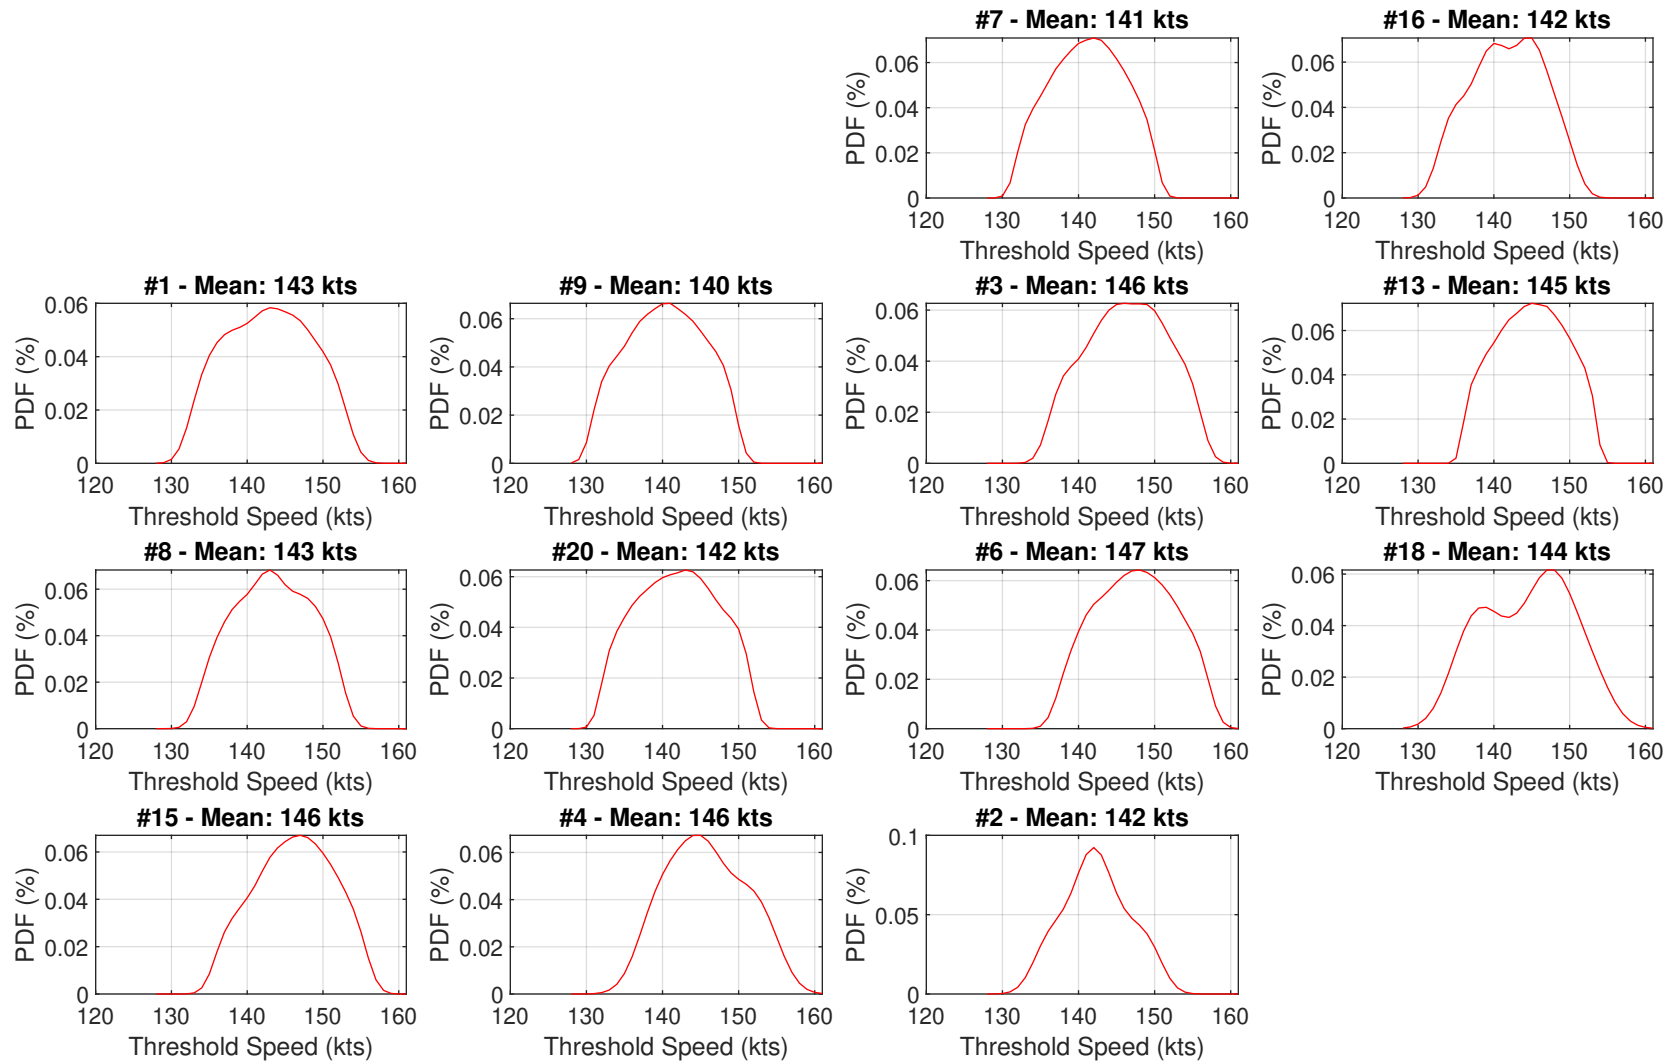 #7 - Mean: 141 kts
PDF (%)
0.06
0.04
0.02
0
120 130 140 150 160
Threshold Speed (kts)
#16 - Mean: 142 kts
PDF (%)
0.06
0.04
0.02
0
120 130 140 150 160
Threshold Speed (kts)
#1 - Mean: 143 kts
PDF (%)
0.06
0.04
0.02
0
120 130 140 150 160
Threshold Speed (kts)
#9 - Mean: 140 kts
PDF (%)
0.06
0.04
0.02
0
120 130 140 150 160
Threshold Speed (kts)
#3 - Mean: 146 kts
PDF (%)
0.06
0.04
0.02
0
120 130 140 150 160
Threshold Speed (kts)
#13 - Mean: 145 kts
PDF (%)
0.06
0.04
0.02
0
120 130 140 150 160
Threshold Speed (kts)
#8 - Mean: 143 kts
PDF (%)
0.06
0.04
0.02
0
120 130 140 150 160
Threshold Speed (kts)
#20 - Mean: 142 kts
PDF (%)
0.06
0.04
0.02
0
120 130 140 150 160
Threshold Speed (kts)
#6 - Mean: 147 kts
PDF (%)
0.06
0.04
0.02
0
120 130 140 150 160
Threshold Speed (kts)
#18 - Mean: 144 kts
PDF (%)
0.06
0.04
0.02
0
120 130 140 150 160
Threshold Speed (kts)
#15 - Mean: 146 kts
PDF (%)
0.06
0.04
0.02
0
120 130 140 150 160
Threshold Speed (kts)
#4 - Mean: 146 kts
PDF (%)
0.06
0.04
0.02
0
120 130 140 150 160
Threshold Speed (kts)
#2 - Mean: 142 kts
PDF (%)
0.1
0.05
0
120 130 140 150 160
Threshold Speed (kts)